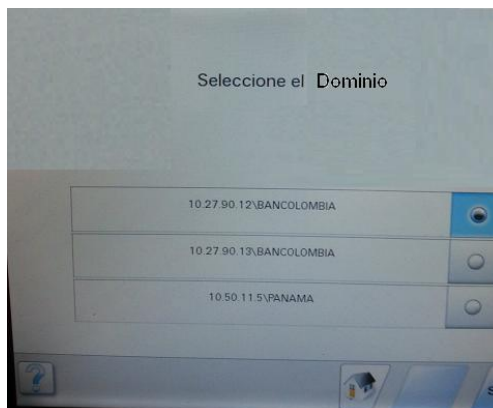 Seleccione el Dominio
10.27.90.12\BANCOLOMBIA
10.27.90.13\BANCOLOMBIA
10.50.11.5\PANAMA